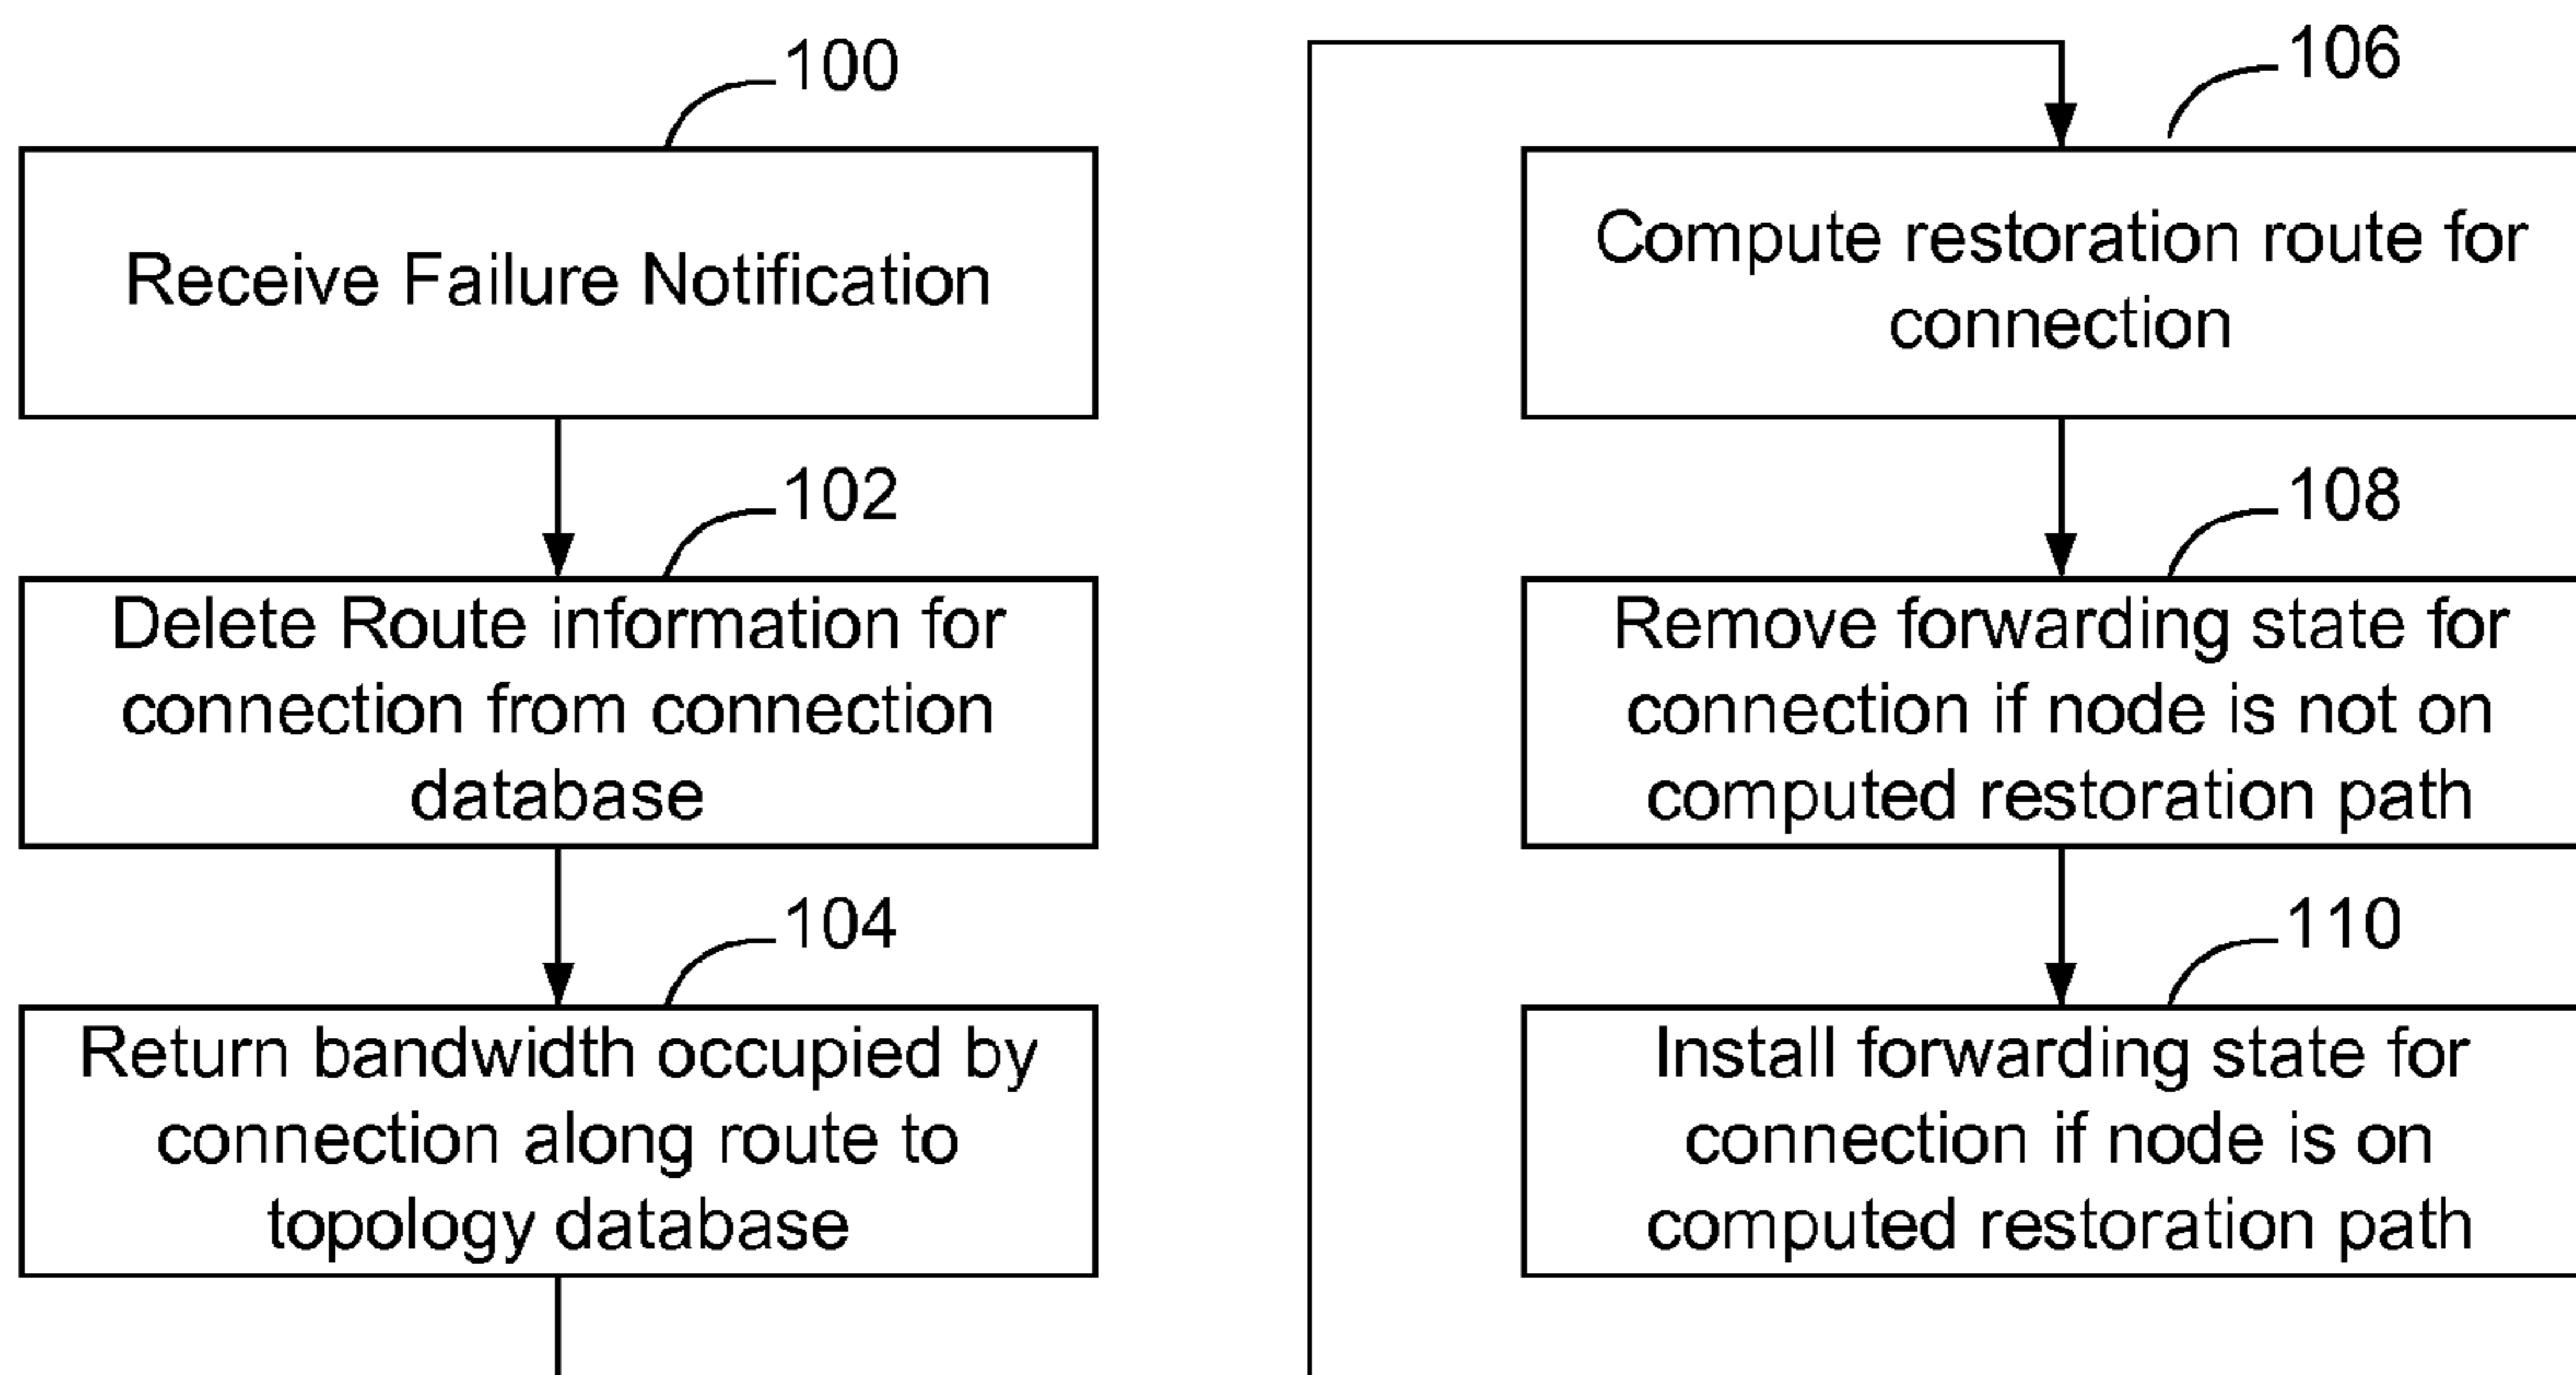 100
Receive Failure Notification
102
Delete Route information for
connection from connection
database
104
Return bandwidth occupied by
connection along route to
topology database
106
Compute restoration route for
connection
108
Remove forwarding state for
connection if node is not on
computed restoration path
110
Install forwarding state for
connection if node is on
computed restoration path